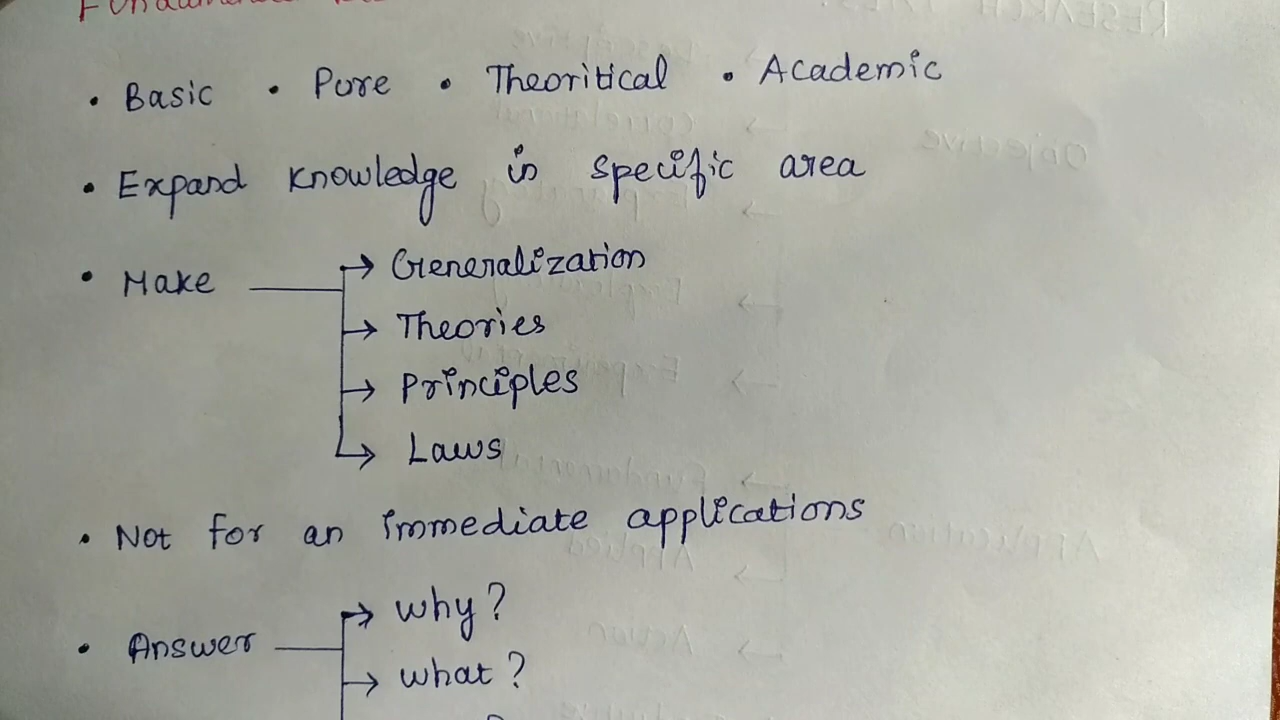 • Basic • Pure • Theoritical • Academic
• Expand knowledge in specific area
• Make → Generalization
→ Theories
→ Principles
→ Laws
• Not for an immediate applications
• Answer → why?
→ what?